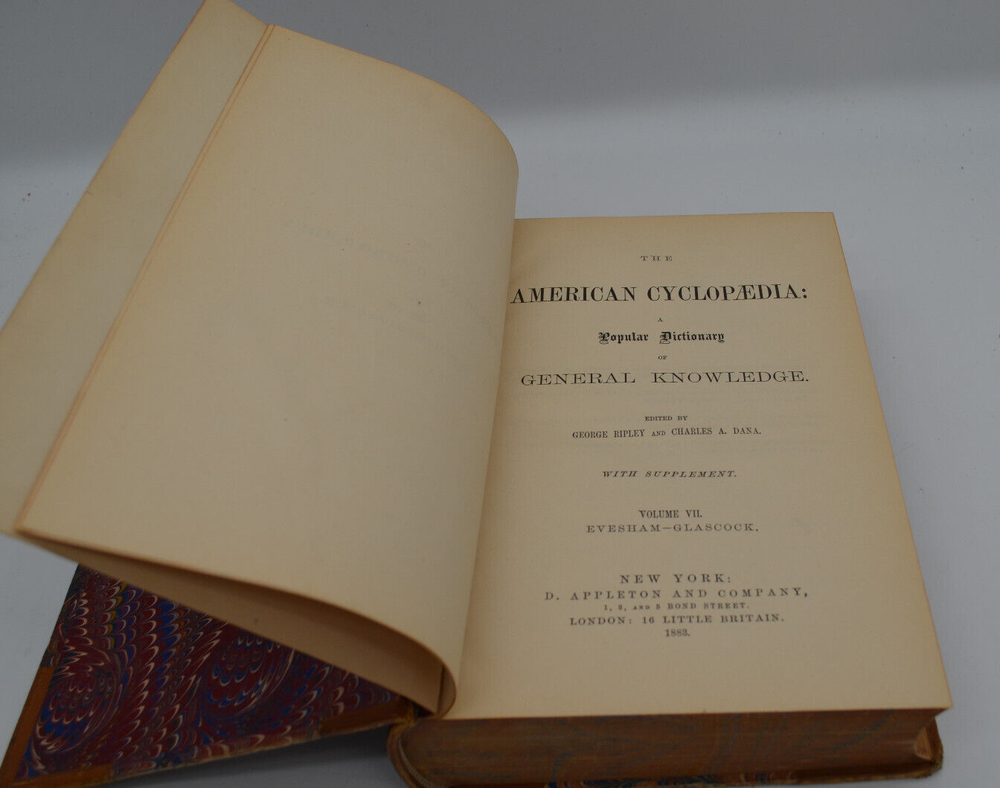 THE
AMERICAN CYCLOPÆDIA:
A
Popular Dictionary
OF
GENERAL KNOWLEDGE.
EDITED BY
GEORGE RIPLEY AND CHARLES A. DANA.
WITH SUPPLEMENT.
VOLUME VII.
EVESHAM–GLASCOCK.
NEW YORK:
D. APPLETON AND COMPANY,
1, 3, AND 5 BOND STREET.
LONDON: 16 LITTLE BRITAIN.
1883.